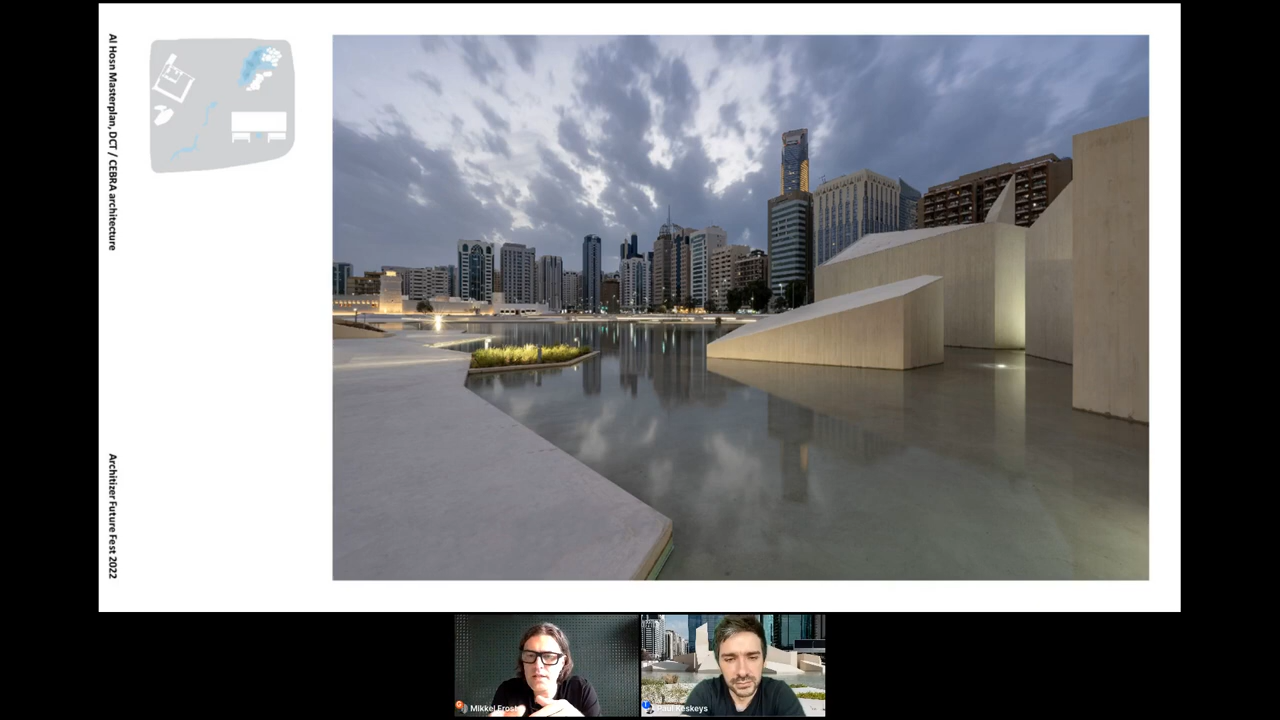 Al Hosn Masterplan, DCT / CEBRA architecture
Architizer Future Fest 2022
Mikkel Frost
Paul Keskeys